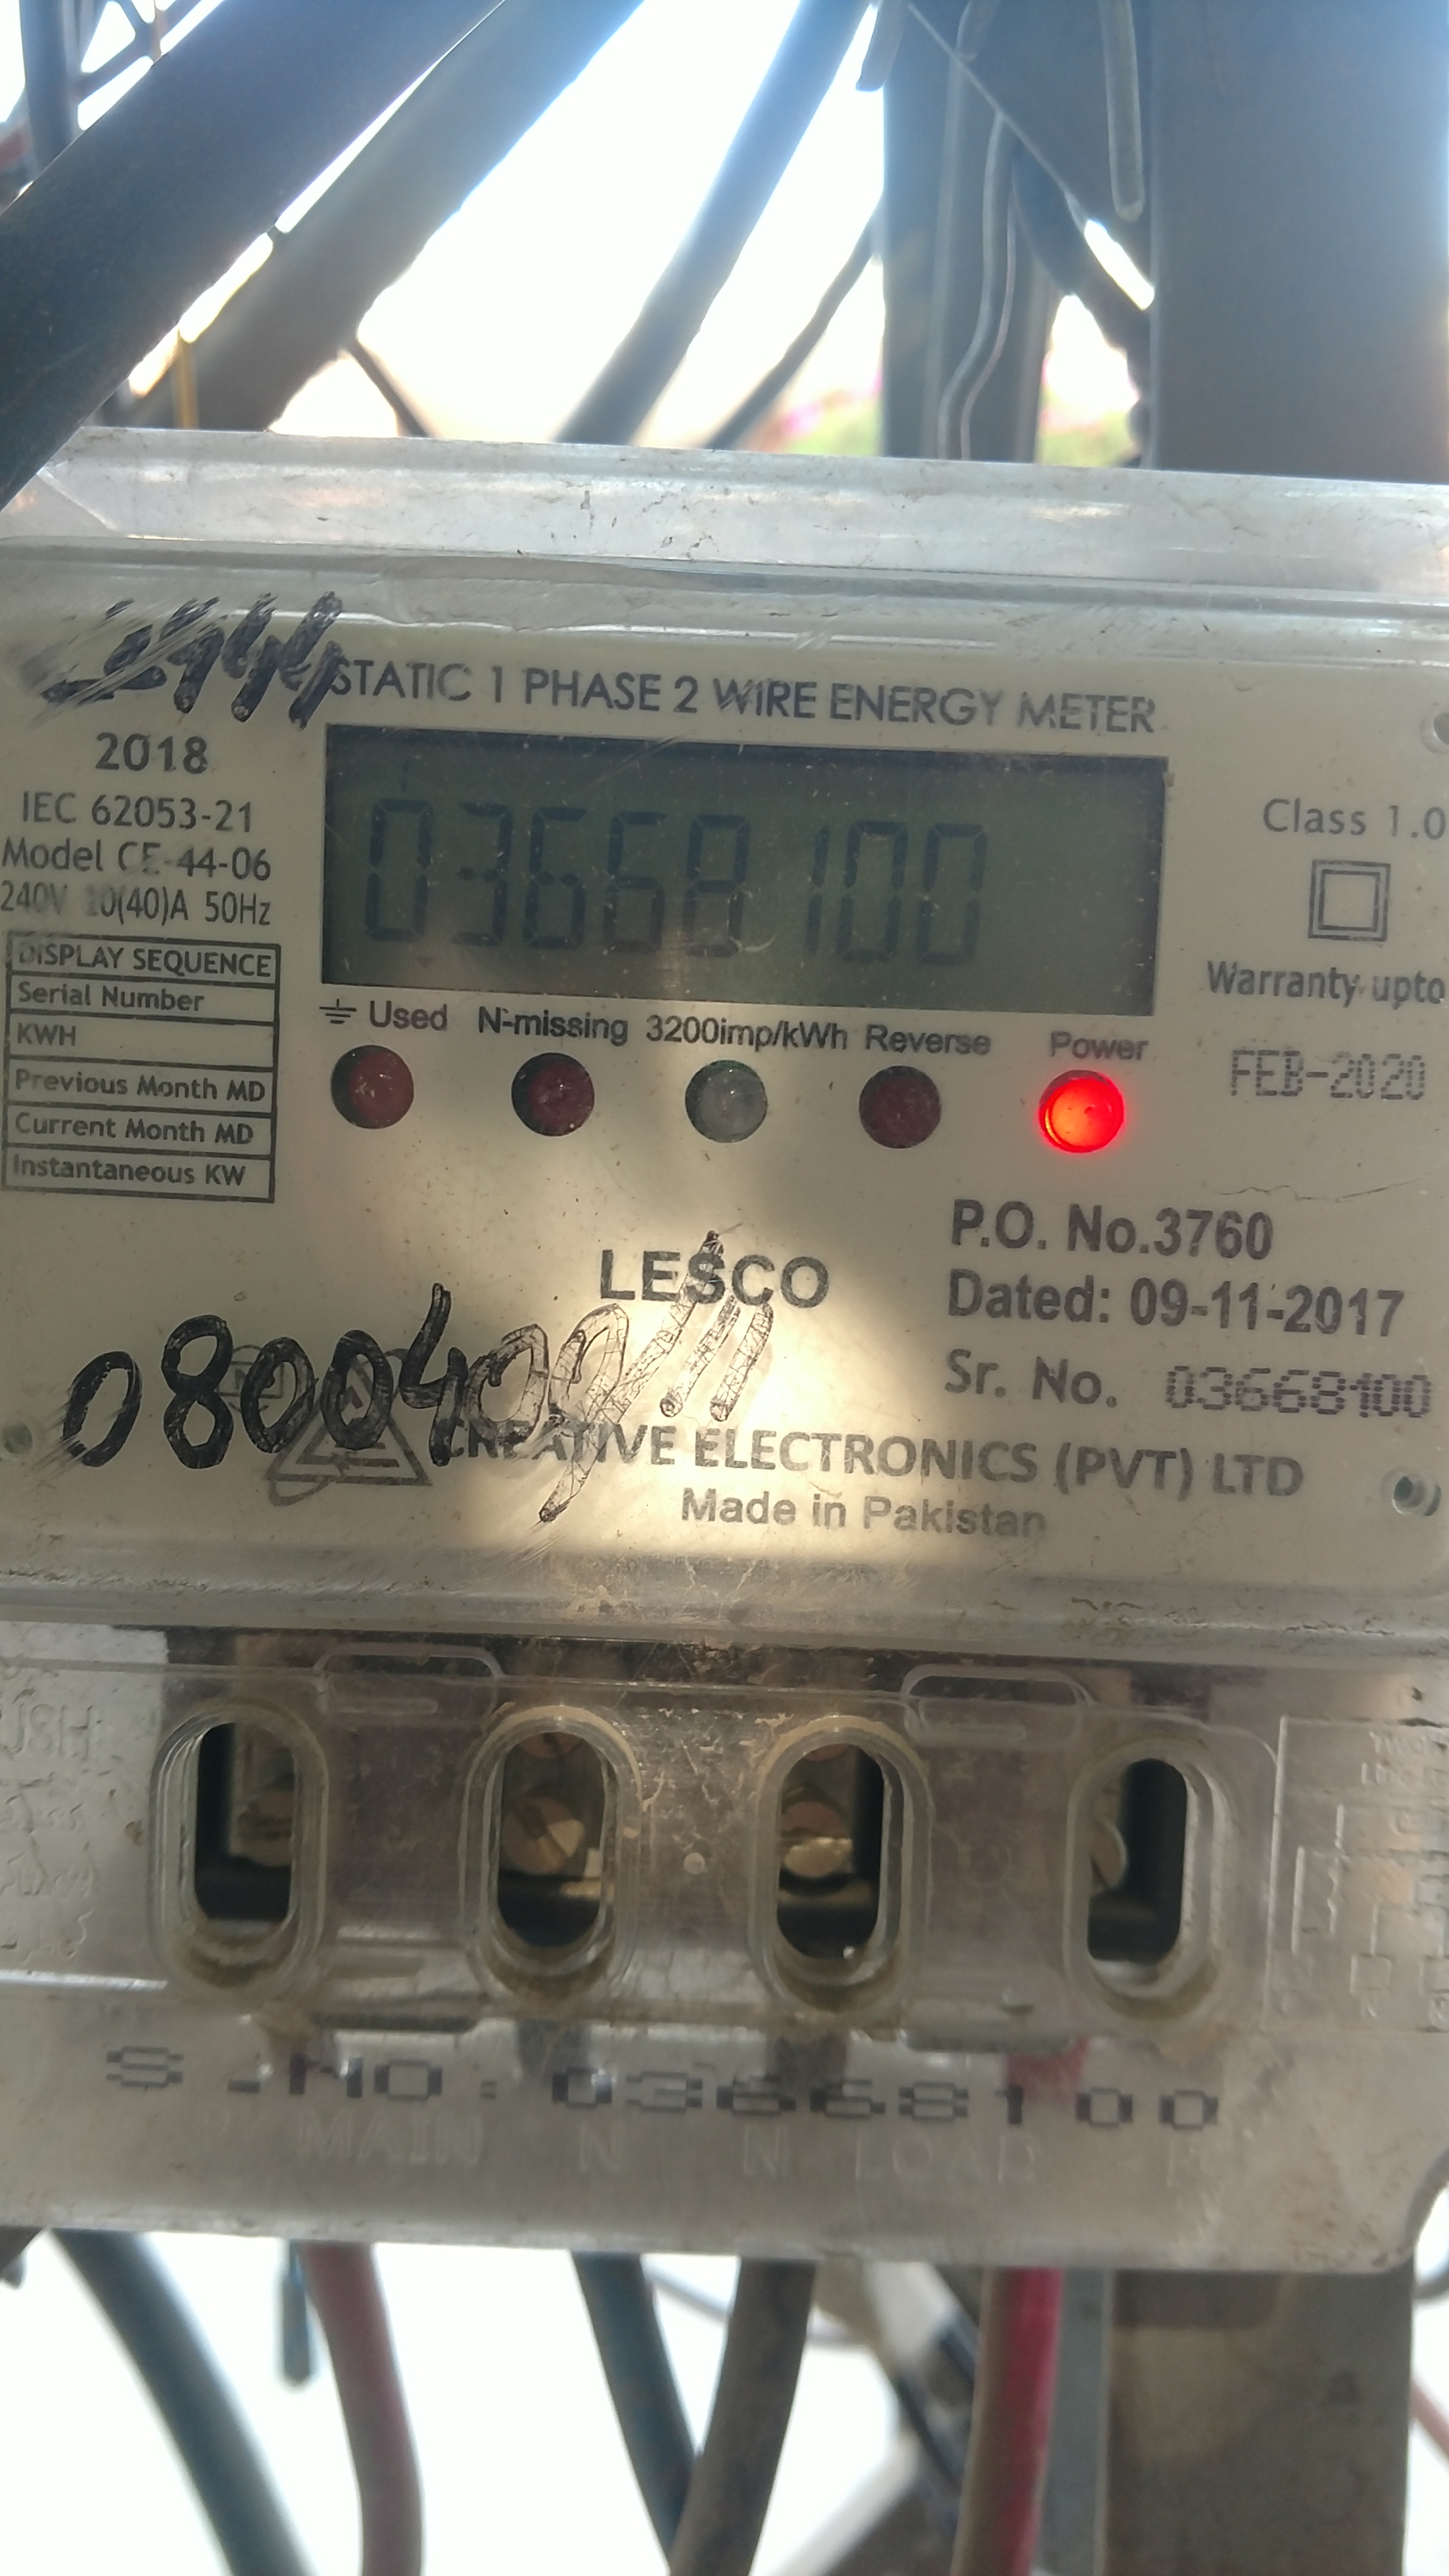 STATIC 1 PHASE 2 WIRE ENERGY METER
2018
IEC 62053-21
Model CE-44-06
240V 10(40)A 50Hz
03668100
Class 1.0
Warranty upto
FEB-2020
DISPLAY SEQUENCE
Serial Number
KWH
Previous Month MD
Current Month MD
Instantaneous KW
Used
N-missing
3200imp/kWh
Reverse
Power
P.O. No.3760
Dated: 09-11-2017
Sr. No. 03668100
LESCO
CREATIVE ELECTRONICS (PVT) LTD
Made in Pakistan
S.NO: 03668100
MAIN N N LOAD